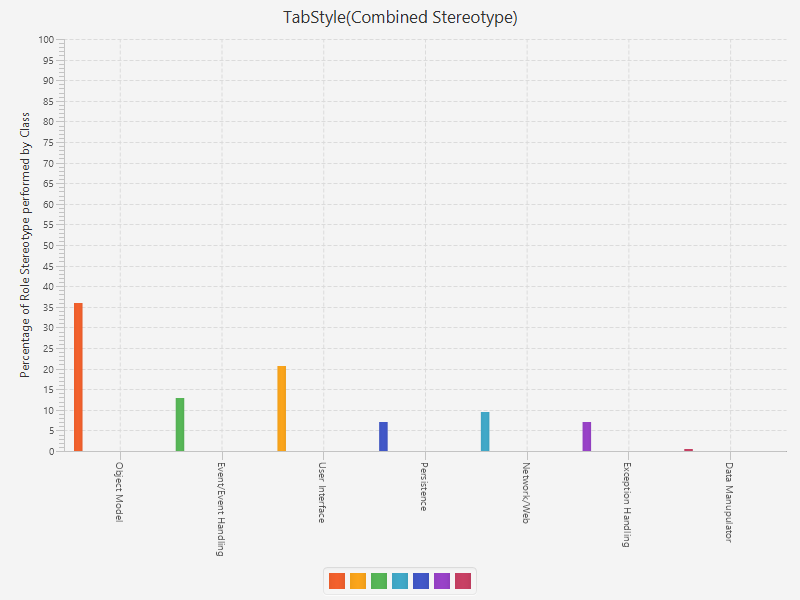 TabStyle(Combined Stereotype)
Percentage of Role Stereotype performed by Class
100
95
90
85
80
75
70
65
60
55
50
45
40
35
30
25
20
15
10
5
0
Object Model
Event/Event Handling
User Interface
Persistence
Network/Web
Exception Handling
Data Manupulator